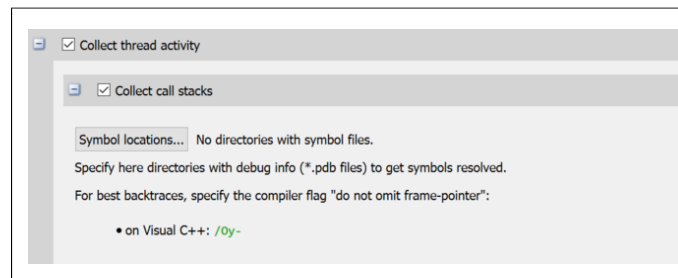 Collect thread activity
Collect call stacks
Symbol locations... No directories with symbol files.
Specify here directories with debug info (*.pdb files) to get symbols resolved.
For best backtraces, specify the compiler flag "do not omit frame-pointer":
• on Visual C++: /Oy-